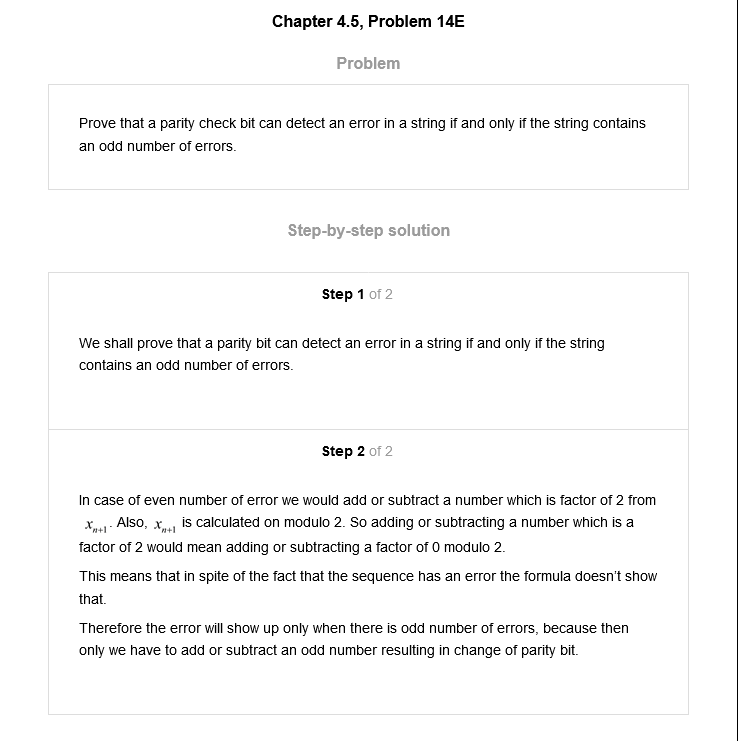 Chapter 4.5, Problem 14E
Problem
Prove that a parity check bit can detect an error in a string if and only if the string contains
an odd number of errors.
Step-by-step solution
Step 1 of 2
We shall prove that a parity bit can detect an error in a string if and only if the string
contains an odd number of errors.
Step 2 of 2
In case of even number of error we would add or subtract a number which is factor of 2 from
xₙ₊₁. Also, xₙ₊₁ is calculated on modulo 2. So adding or subtracting a number which is a
factor of 2 would mean adding or subtracting a factor of 0 modulo 2.
This means that in spite of the fact that the sequence has an error the formula doesn't show
that.
Therefore the error will show up only when there is odd number of errors, because then
only we have to add or subtract an odd number resulting in change of parity bit.